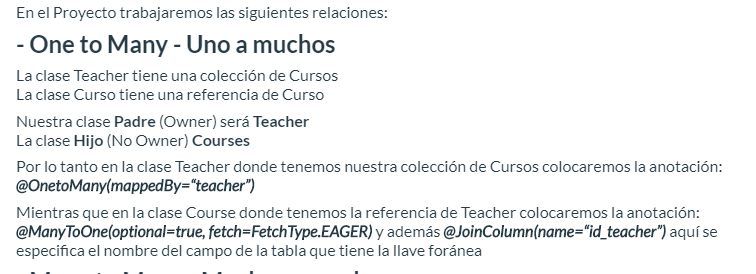 En el Proyecto trabajaremos las siguientes relaciones:
- One to Many - Uno a muchos
La clase Teacher tiene una colección de Cursos
La clase Curso tiene una referencia de Curso
Nuestra clase Padre (Owner) será Teacher
La clase Hijo (No Owner) Courses
Por lo tanto en la clase Teacher donde tenemos nuestra colección de Cursos colocaremos la anotación:
@OnetoMany(mappedBy=“teacher”)
Mientras que en la clase Course donde tenemos la referencia de Teacher colocaremos la anotación:
@ManyToOne(optional=true, fetch=FetchType.EAGER) y además @JoinColumn(name=“id_teacher”) aquí se
especifica el nombre del campo de la tabla que tiene la llave foránea